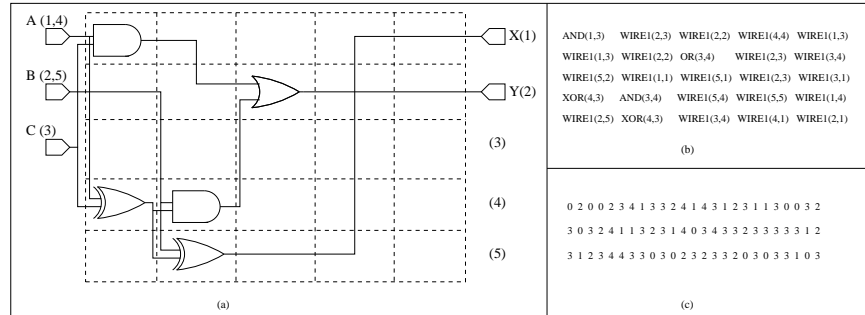 A (1,4)
B (2,5)
C (3)
X(1)
Y(2)
(3)
(4)
(5)
(a)
AND(1,3) WIRE1(2,3) WIRE1(2,2) WIRE1(4,4) WIRE1(1,3)
WIRE1(1,3) WIRE1(2,2) OR(3,4) WIRE1(2,3) WIRE1(3,4)
WIRE1(5,2) WIRE1(1,1) WIRE1(5,1) WIRE1(2,3) WIRE1(3,1)
XOR(4,3) AND(3,4) WIRE1(5,4) WIRE1(5,5) WIRE1(1,4)
WIRE1(2,5) XOR(4,3) WIRE1(3,4) WIRE1(4,1) WIRE1(2,1)
(b)
0 2 0 0 2 3 4 1 3 3 2 4 1 4 3 1 2 3 1 1 3 0 0 3 2
3 0 3 2 4 1 1 3 2 3 1 4 0 3 4 3 3 2 3 3 3 3 3 1 2
3 1 2 3 4 4 3 3 0 3 0 2 3 2 3 3 2 0 3 0 3 3 1 0 3
(c)